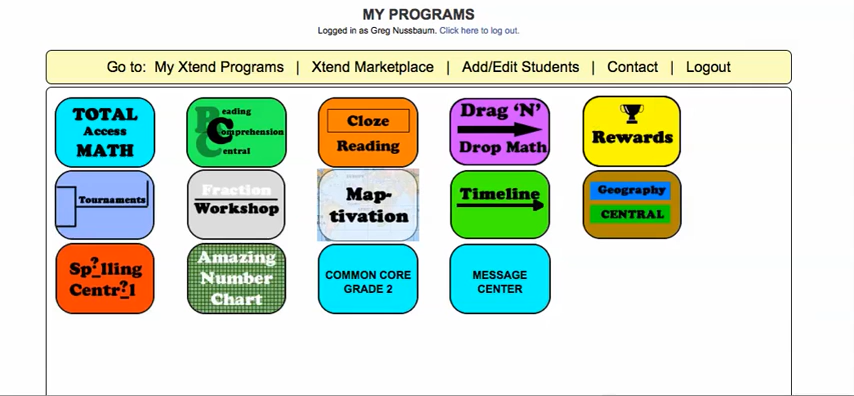 MY PROGRAMS
Logged in as Greg Nussbaum. Click here to log out.
Go to: My Xtend Programs | Xtend Marketplace | Add/Edit Students | Contact | Logout
TOTAL
Access
MATH
Reading
Comprehension
Central
Cloze
Reading
Drag 'N'
Drop Math
Rewards
Tournaments
Fraction
Workshop
Map-
tivation
Timeline
Geography
CENTRAL
Sp?lling
Centr?l
Amazing
Number
Chart
COMMON CORE
GRADE 2
MESSAGE
CENTER